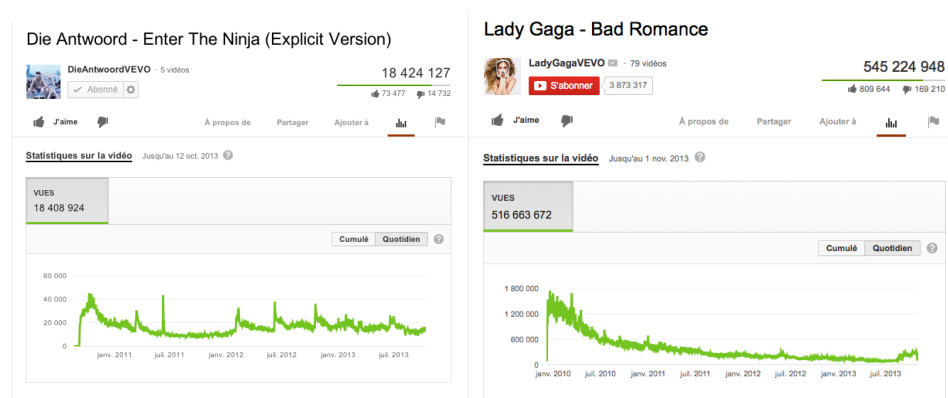 Die Antwoord - Enter The Ninja (Explicit Version)
DieAntwoordVEVO · 5 vidéos
Abonné
18 424 127
73 477 14 732
J'aime
À propos de Partager Ajouter à
Statistiques sur la vidéo Jusqu'au 12 oct. 2013 ?
VUES
18 408 924
Cumulé Quotidien ?
60 000
40 000
20 000
0
janv. 2011 juil. 2011 janv. 2012 juil. 2012 janv. 2013 juil. 2013
Lady Gaga - Bad Romance
LadyGagaVEVO · 79 vidéos
S'abonner 3 873 317
545 224 948
809 644 169 210
J'aime
À propos de Partager Ajouter à
Statistiques sur la vidéo Jusqu'au 1 nov. 2013 ?
VUES
516 663 672
Cumulé Quotidien ?
1 800 000
1 200 000
600 000
0
janv. 2010 juil. 2010 janv. 2011 juil. 2011 janv. 2012 juil. 2012 janv. 2013 juil. 2013